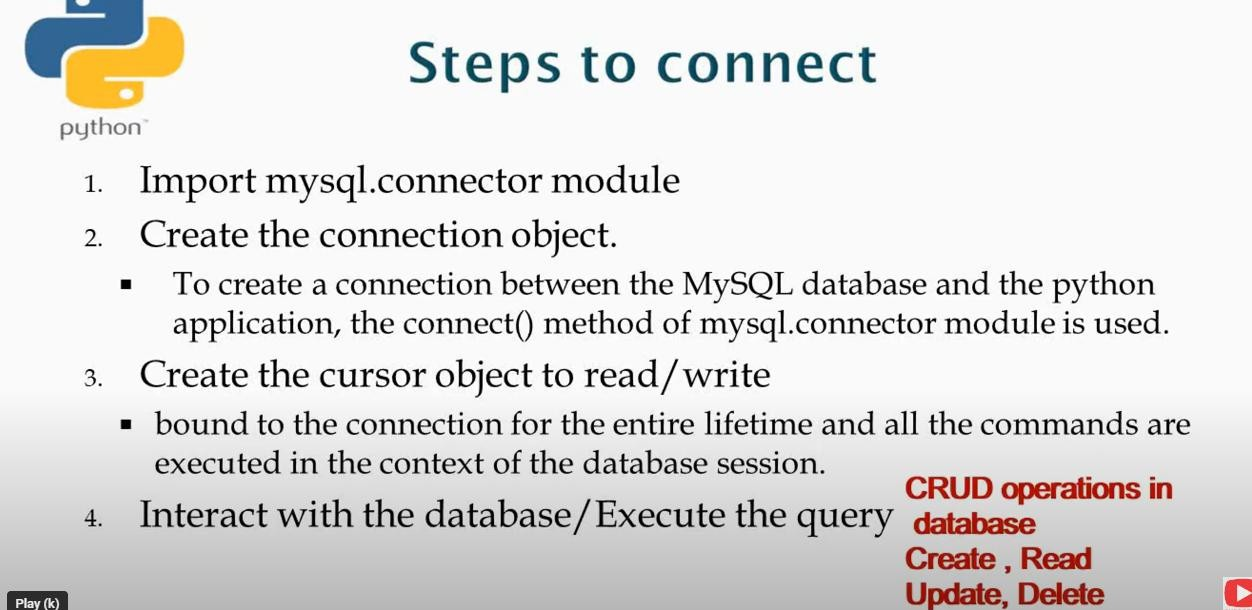 python™
Steps to connect
1. Import mysql.connector module
2. Create the connection object.
▪ To create a connection between the MySQL database and the python
application, the connect() method of mysql.connector module is used.
3. Create the cursor object to read/write
▪ bound to the connection for the entire lifetime and all the commands are
executed in the context of the database session.
4. Interact with the database/Execute the query
CRUD operations in
database
Create , Read
Update, Delete
Play (k)